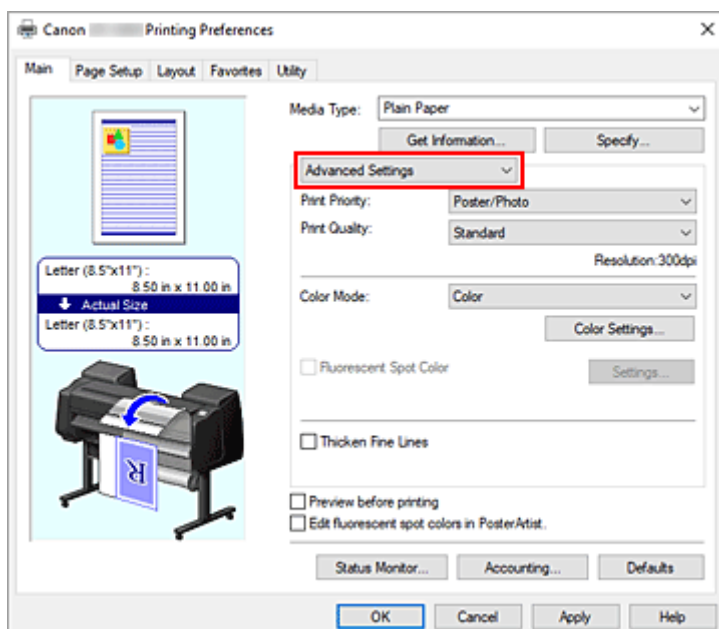 Canon Printing Preferences
Main Page Setup Layout Favorites Utility
Media Type: Plain Paper
Get Information... Specify...
Advanced Settings
Print Priority: Poster/Photo
Print Quality: Standard
Resolution:300dpi
Letter (8.5"x11") :
8.50 in x 11.00 in
Actual Size
Letter (8.5"x11") :
8.50 in x 11.00 in
Color Mode: Color
Color Settings...
Fluorescent Spot Color Settings...
Thicken Fine Lines
R
Preview before printing
Edit fluorescent spot colors in PosterArtist.
Status Monitor... Accounting... Defaults
OK Cancel Apply Help